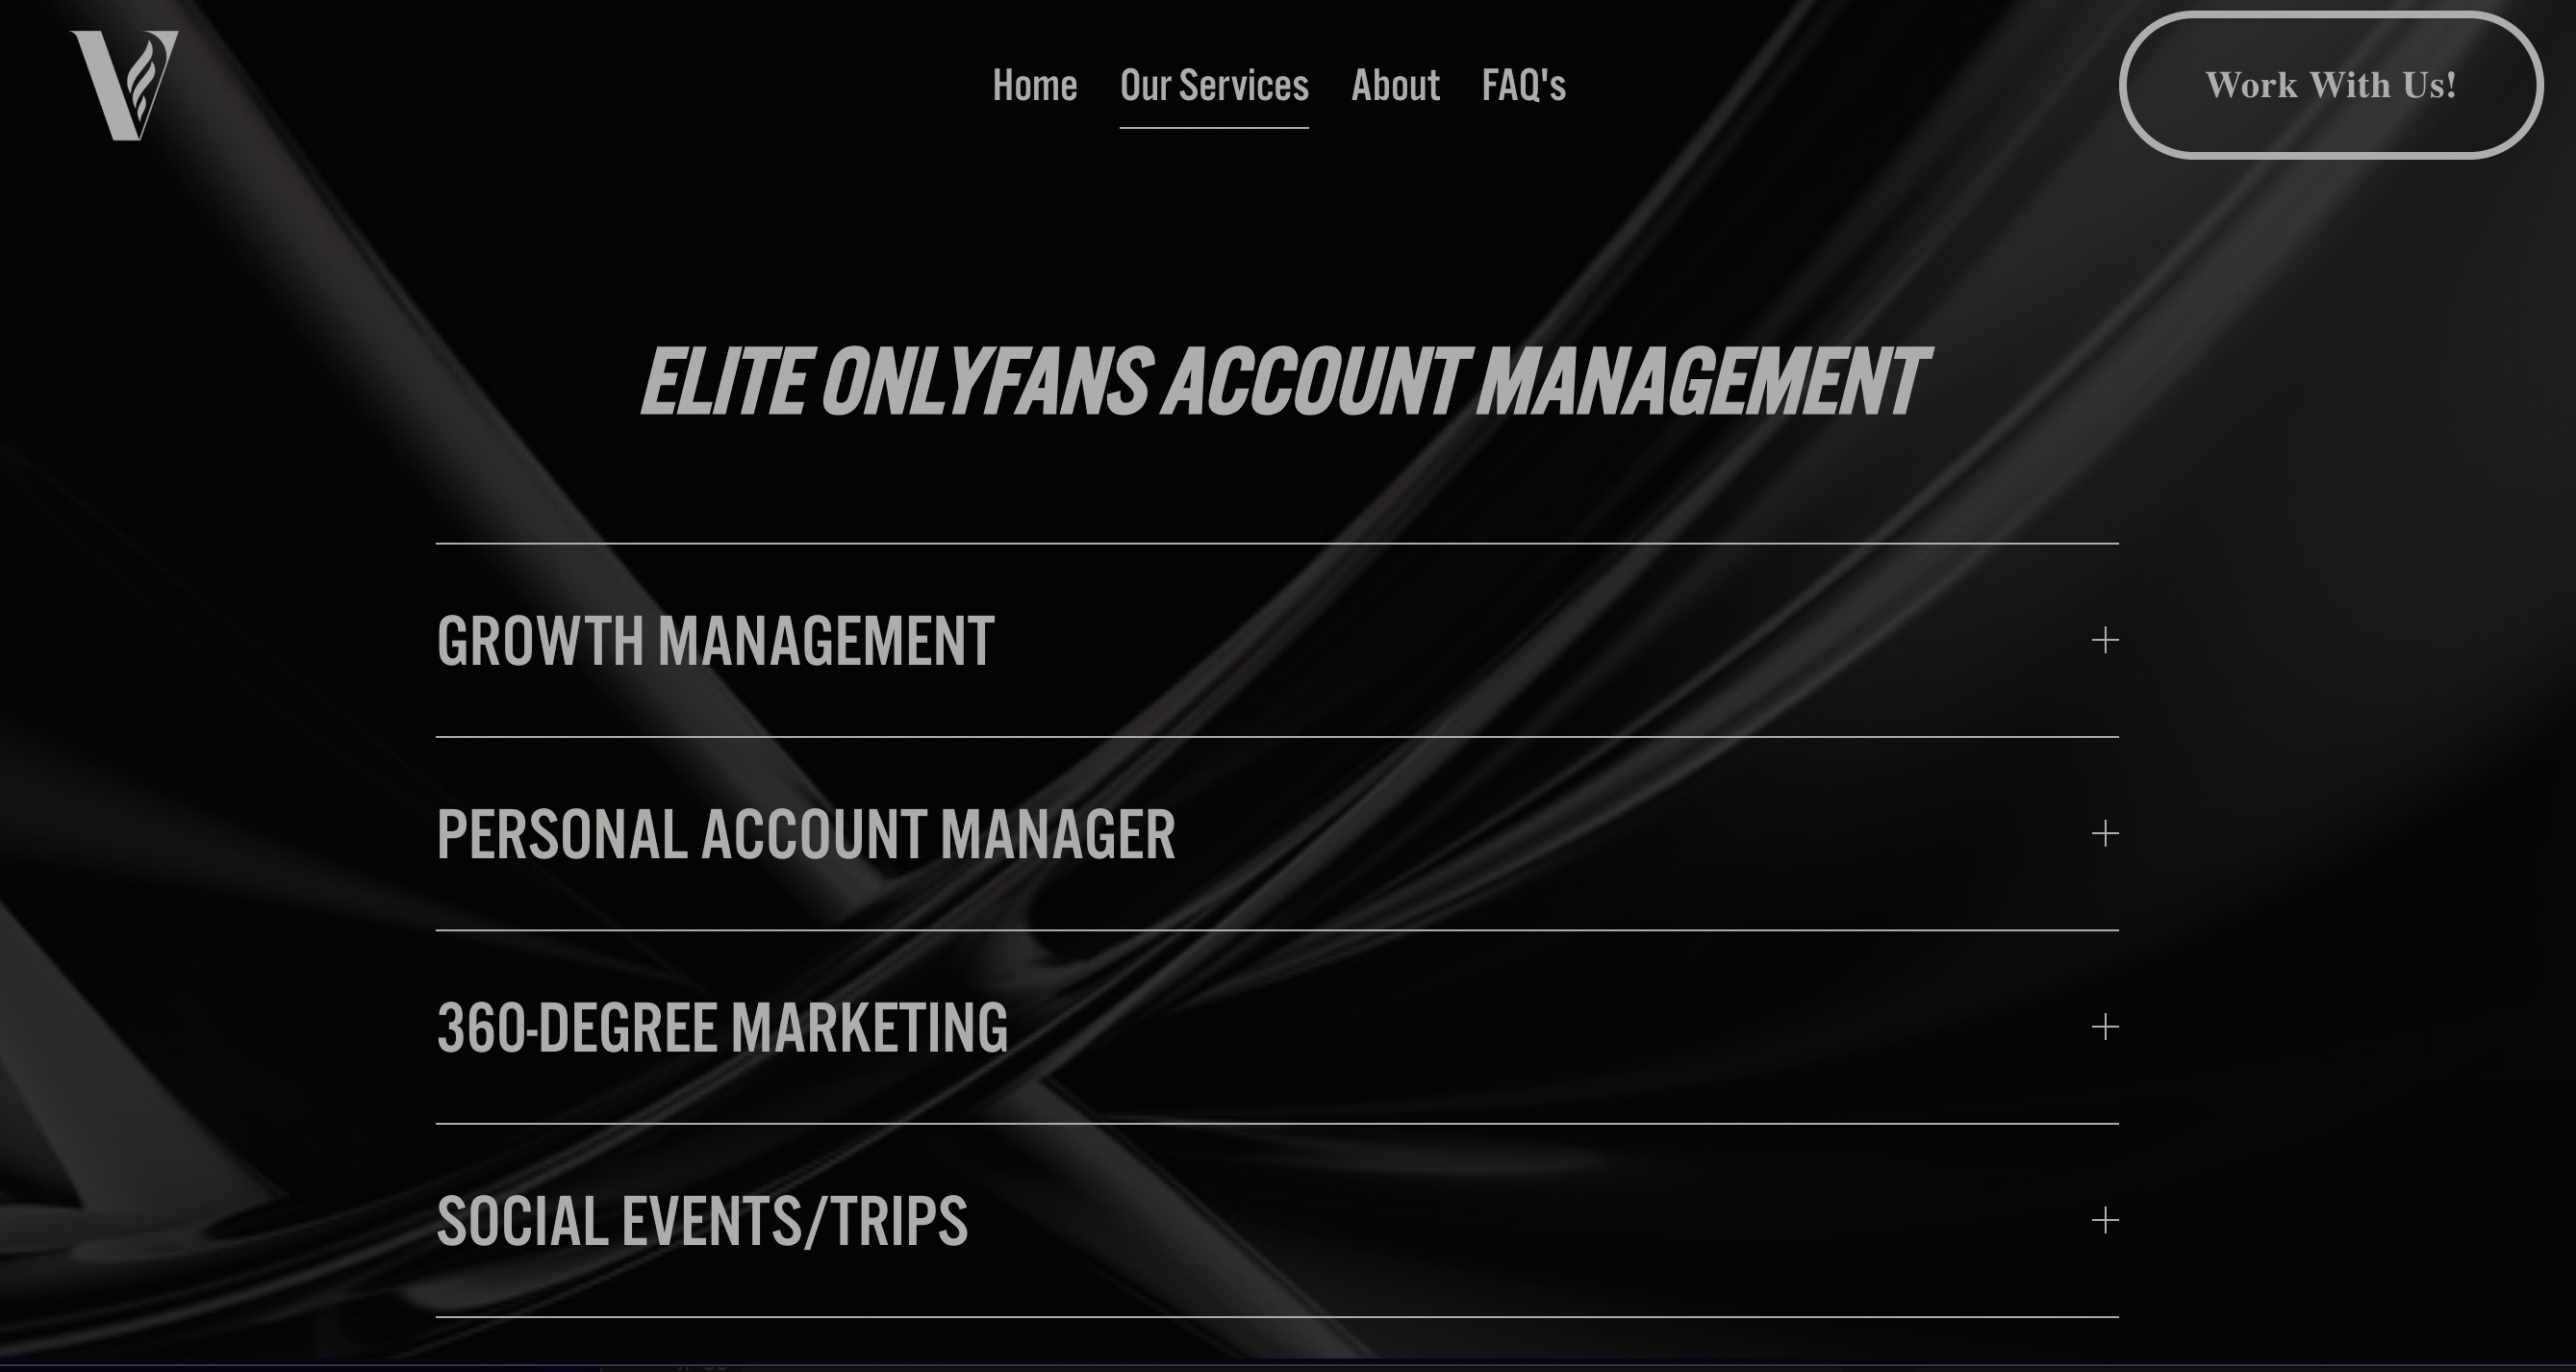 V
Home Our Services About FAQ's
Work With Us!
ELITE ONLYFANS ACCOUNT MANAGEMENT
GROWTH MANAGEMENT
PERSONAL ACCOUNT MANAGER
360-DEGREE MARKETING
SOCIAL EVENTS/TRIPS